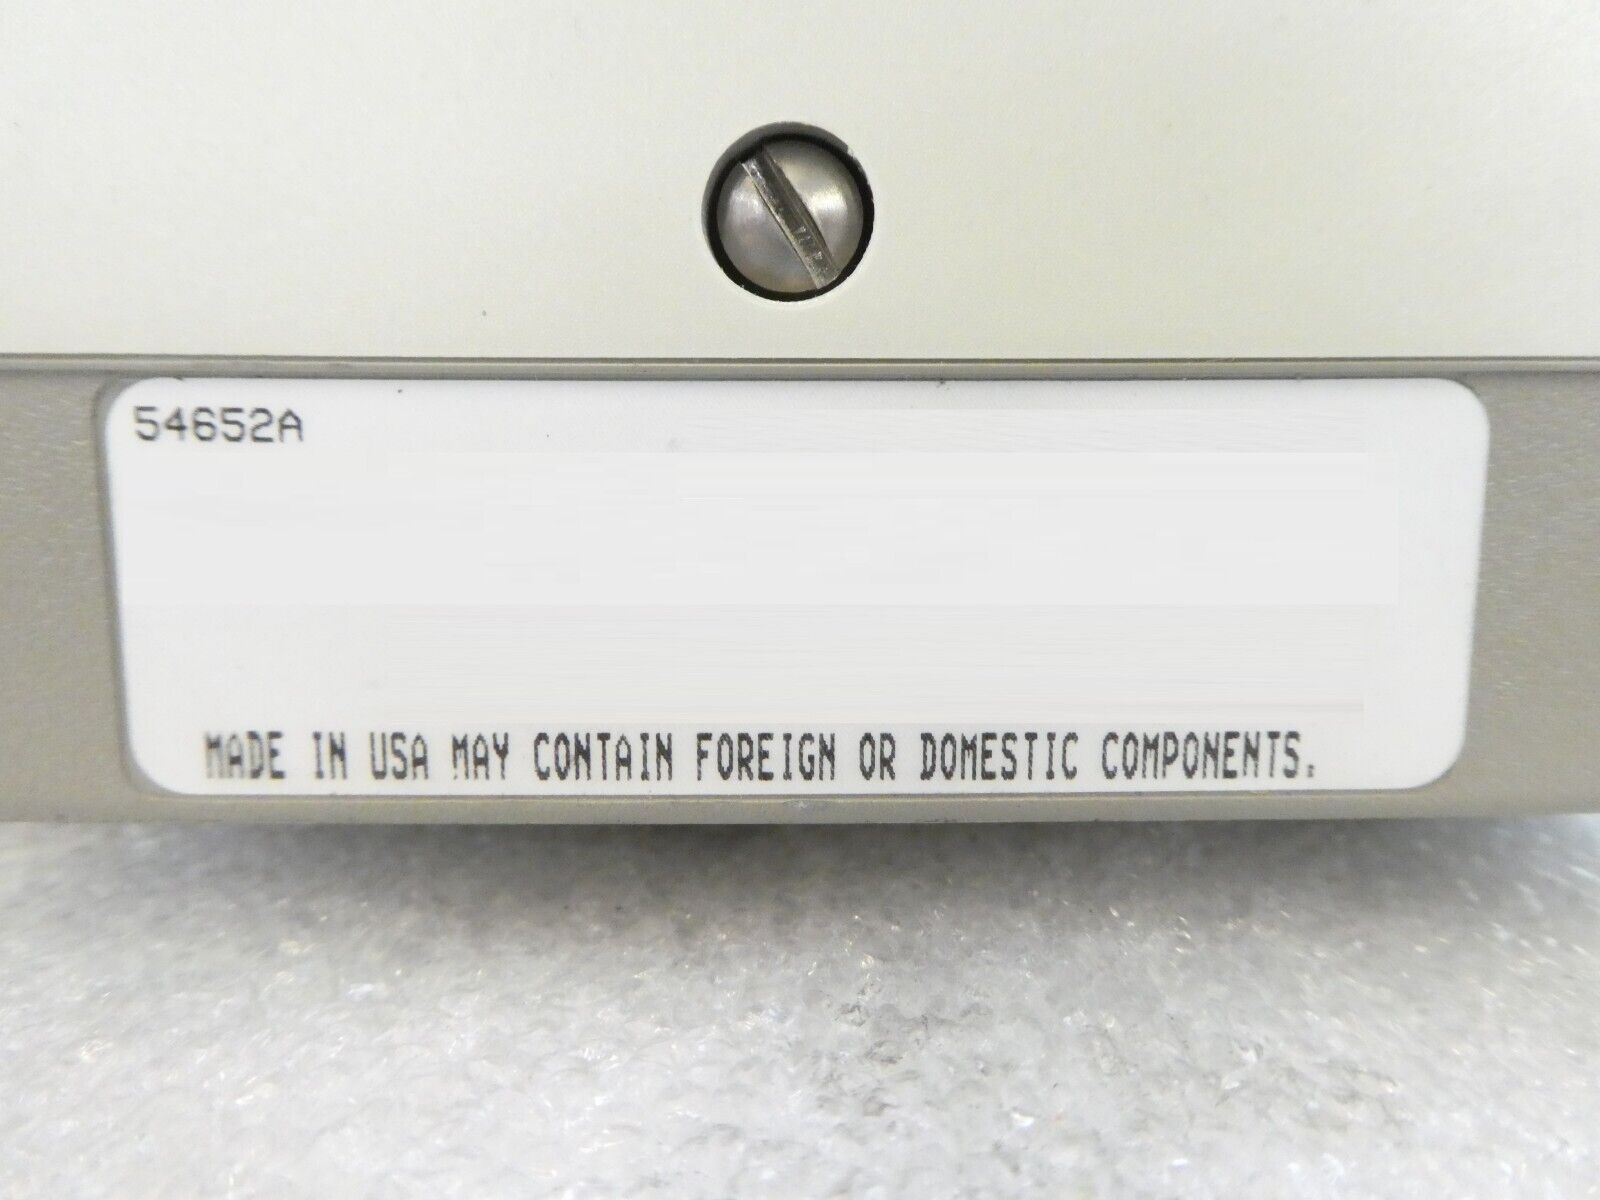 54652A
MADE IN USA MAY CONTAIN FOREIGN OR DOMESTIC COMPONENTS.